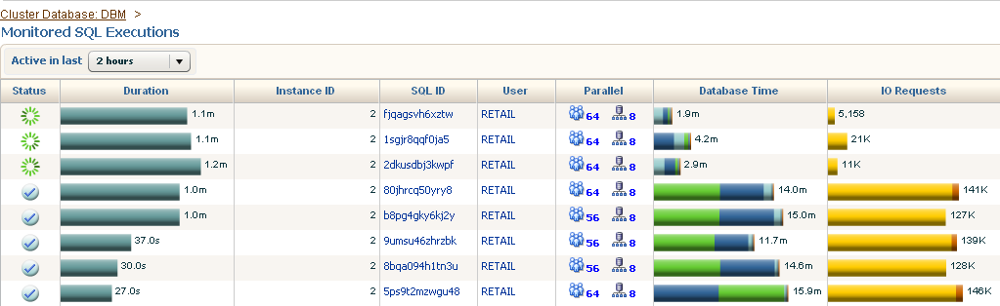 Cluster Database: DBM >
Monitored SQL Executions
Active in last 2 hours
Status Duration Instance ID SQL ID User Parallel Database Time IO Requests
1.1m 2 fjqagsvh6xztw RETAIL 64 8 1.9m 5,158
1.1m 2 1sgjr8qqf0ja5 RETAIL 64 8 4.2m 21K
1.2m 2 2dkusdbj3kwpf RETAIL 64 8 2.9m 11K
1.0m 2 80jhrcq50yry8 RETAIL 64 8 14.0m 141K
1.0m 2 b8pg4gky6kj2y RETAIL 56 8 15.0m 127K
37.0s 2 9umsu46zhrzbk RETAIL 56 8 11.7m 139K
30.0s 2 8bqa094h1tn3u RETAIL 56 8 14.6m 128K
27.0s 2 5ps9t2mzwgu48 RETAIL 64 8 15.9m 146K